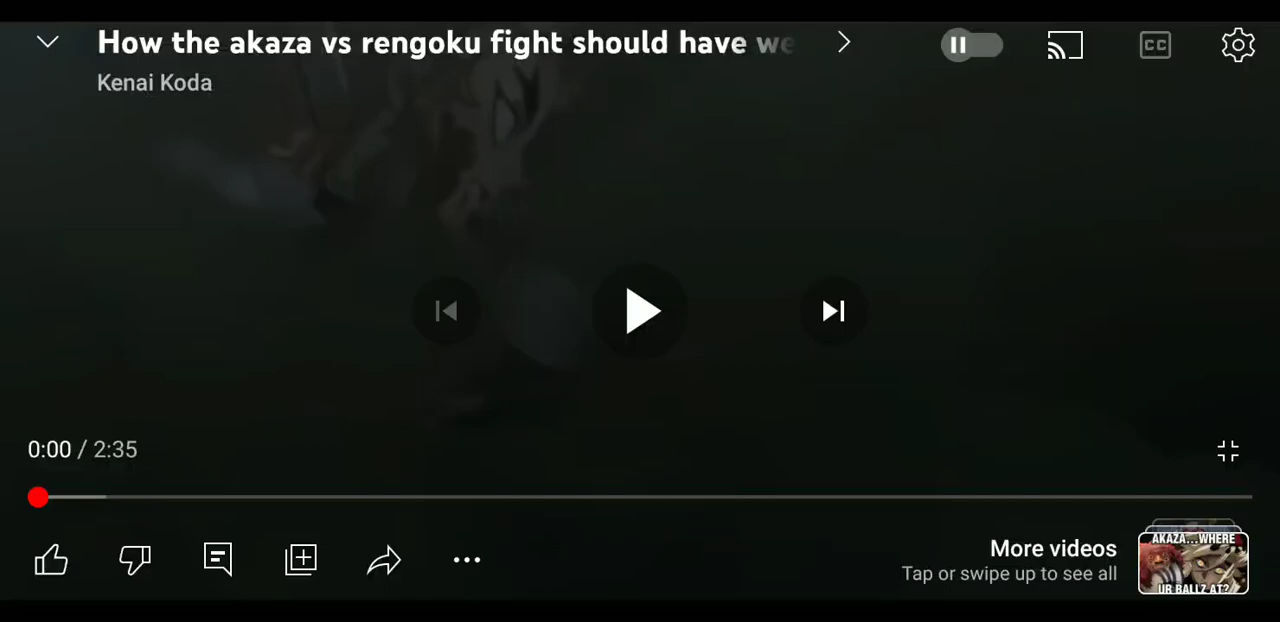 How the akaza vs rengoku fight should have we
Kenai Koda
CC
0:00 / 2:35
More videos
Tap or swipe up to see all
AKAZA...WHERE
UR BALLZ AT?